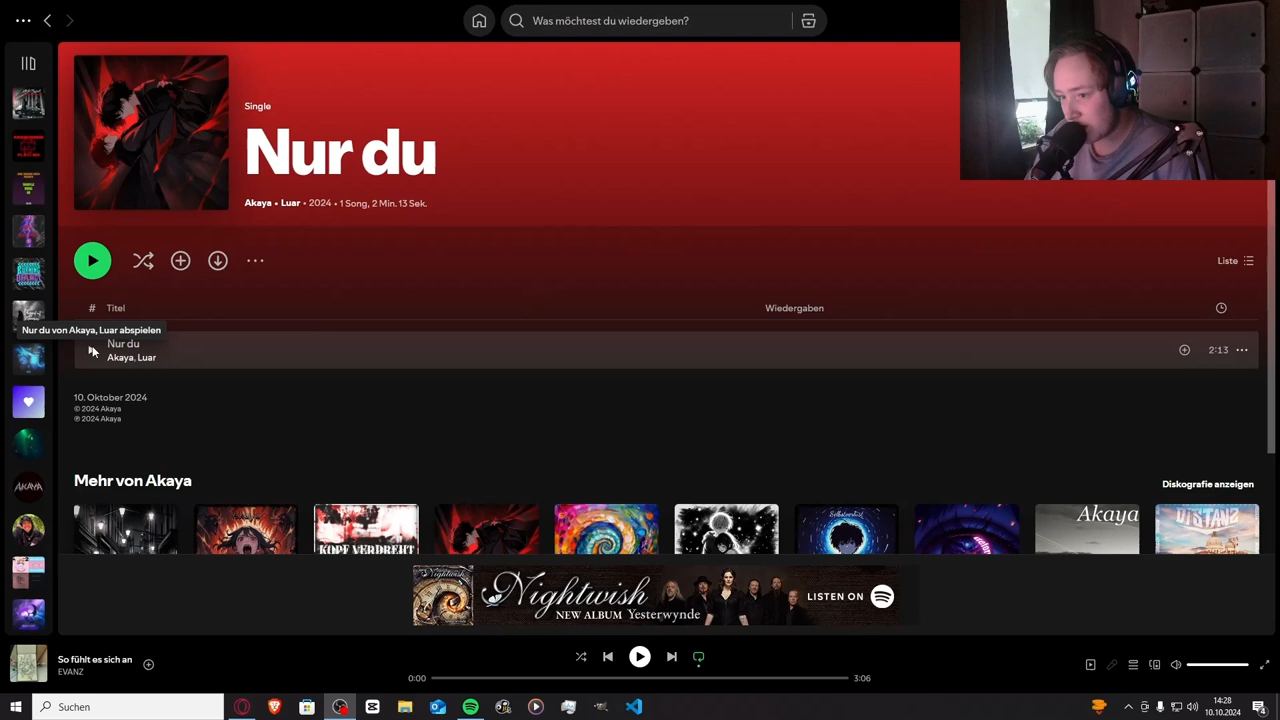 Was möchtest du wiedergeben?
Single
Nur du
Akaya • Luar • 2024 • 1 Song, 2 Min. 13 Sek.
Liste
# Titel Wiedergaben
Nur du von Akaya, Luar abspielen
Nur du
Akaya, Luar
2:13
10. Oktober 2024
© 2024 Akaya
℗ 2024 Akaya
AKAYA
Mehr von Akaya
Diskografie anzeigen
KOPF VERDREHT
Selbstverlust
Akaya
DISTANZ
Nightwish
NEW ALBUM Yesterwynde
LISTEN ON
So fühlt es sich an
EVANZ
0:00
3:06
Suchen
14:28
10.10.2024